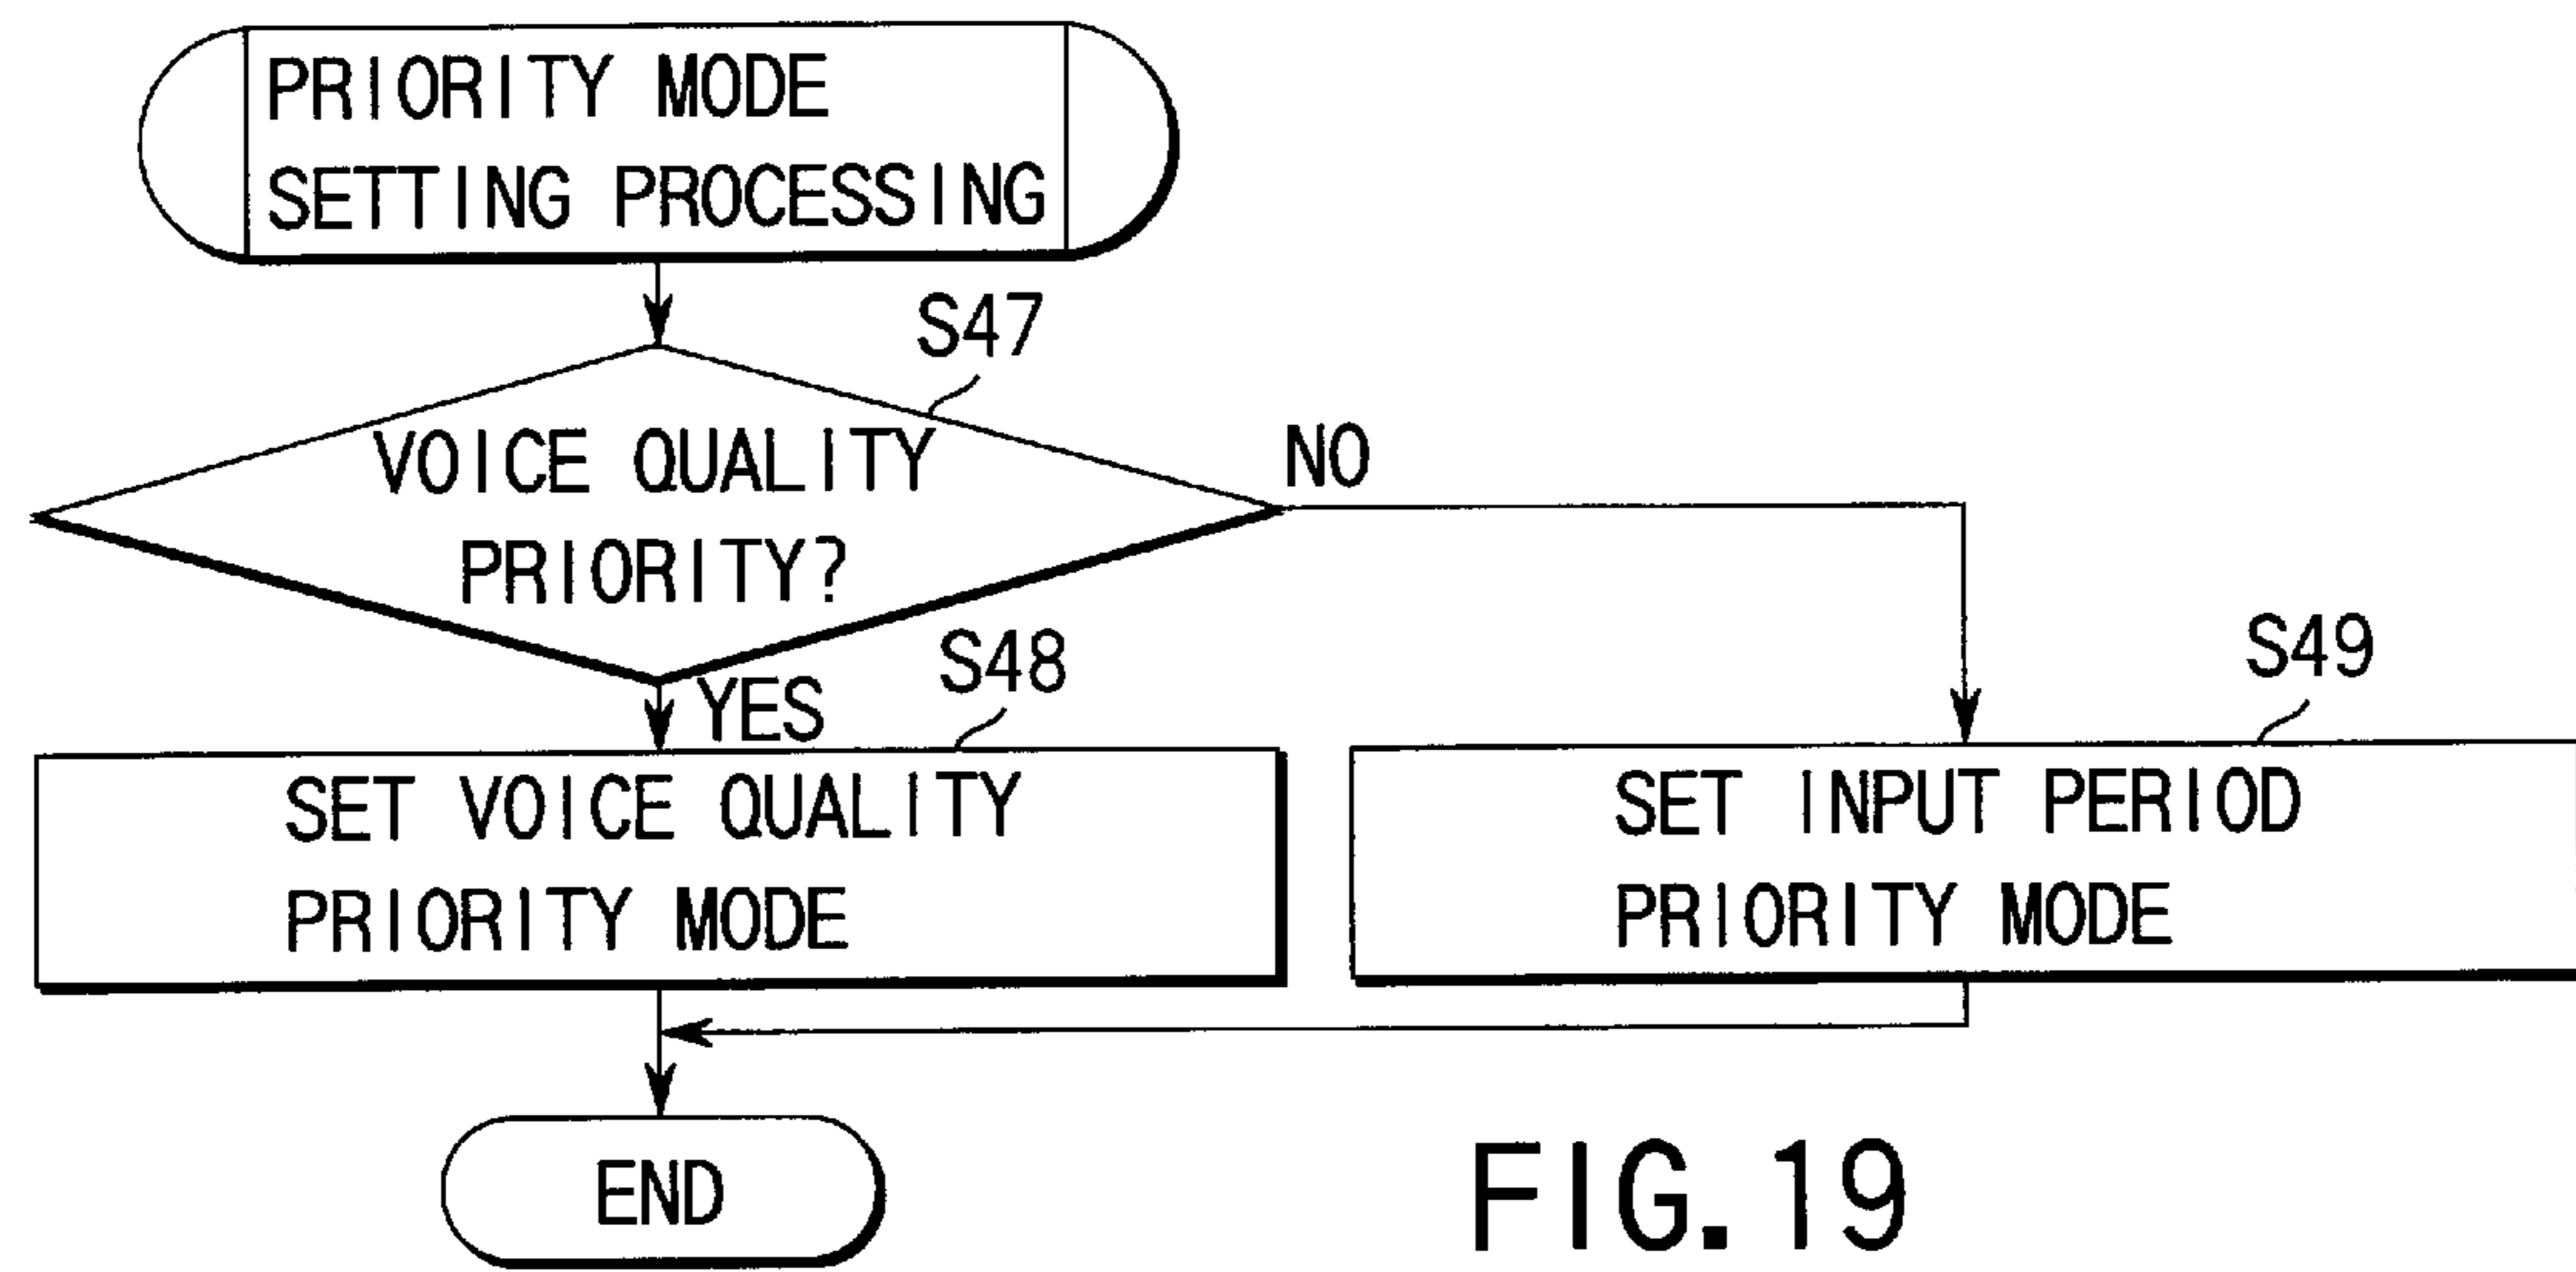 PRIORITY MODE
SETTING PROCESSING
S47
VOICE QUALITY
PRIORITY?
NO
YES
S48
SET VOICE QUALITY
PRIORITY MODE
S49
SET INPUT PERIOD
PRIORITY MODE
END
FIG.19